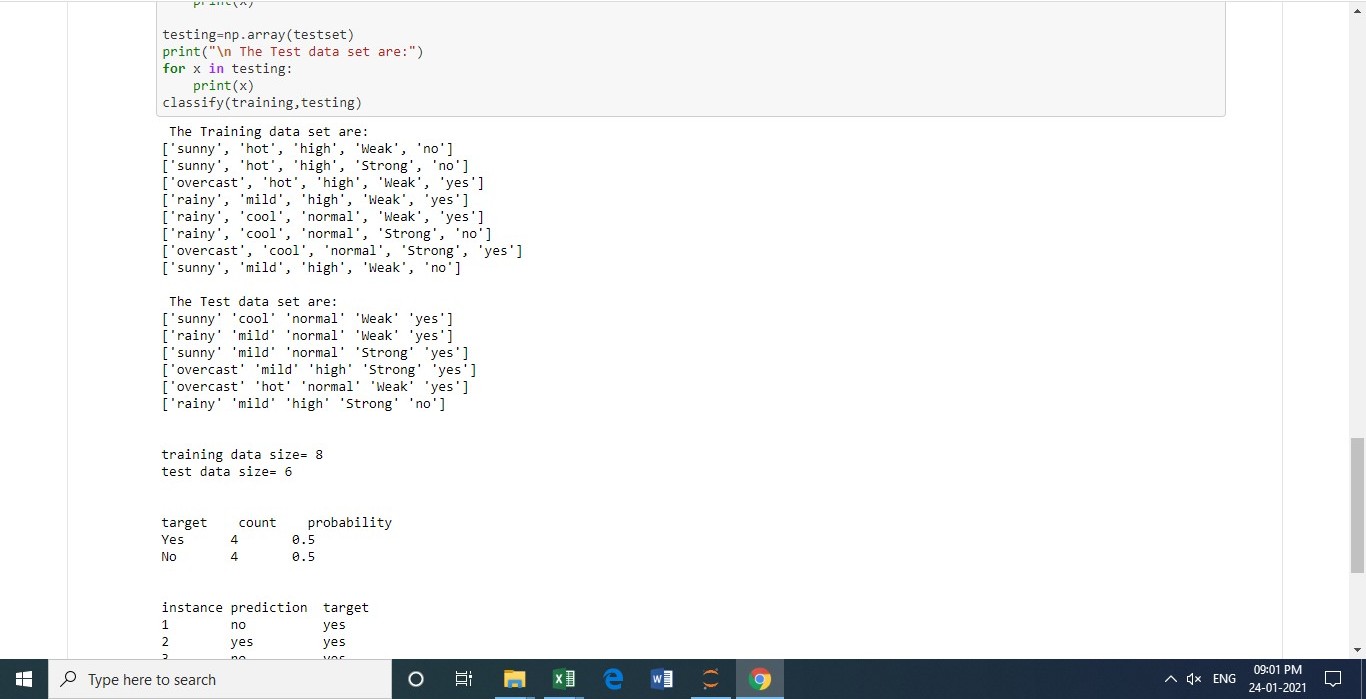 print(x)
testing=np.array(testset)
print("\n The Test data set are:")
for x in testing:
print(x)
classify(training,testing)
The Training data set are:
['sunny', 'hot', 'high', 'Weak', 'no']
['sunny', 'hot', 'high', 'Strong', 'no']
['overcast', 'hot', 'high', 'Weak', 'yes']
['rainy', 'mild', 'high', 'Weak', 'yes']
['rainy', 'cool', 'normal', 'Weak', 'yes']
['rainy', 'cool', 'normal', 'Strong', 'no']
['overcast', 'cool', 'normal', 'Strong', 'yes']
['sunny', 'mild', 'high', 'Weak', 'no']
The Test data set are:
['sunny' 'cool' 'normal' 'Weak' 'yes']
['rainy' 'mild' 'normal' 'Weak' 'yes']
['sunny' 'mild' 'normal' 'Strong' 'yes']
['overcast' 'mild' 'high' 'Strong' 'yes']
['overcast' 'hot' 'normal' 'Weak' 'yes']
['rainy' 'mild' 'high' 'Strong' 'no']
training data size= 8
test data size= 6
target count probability
Yes 4 0.5
No 4 0.5
instance prediction target
1 no yes
2 yes yes
3 no yes
Type here to search
ENG
09:01 PM
24-01-2021